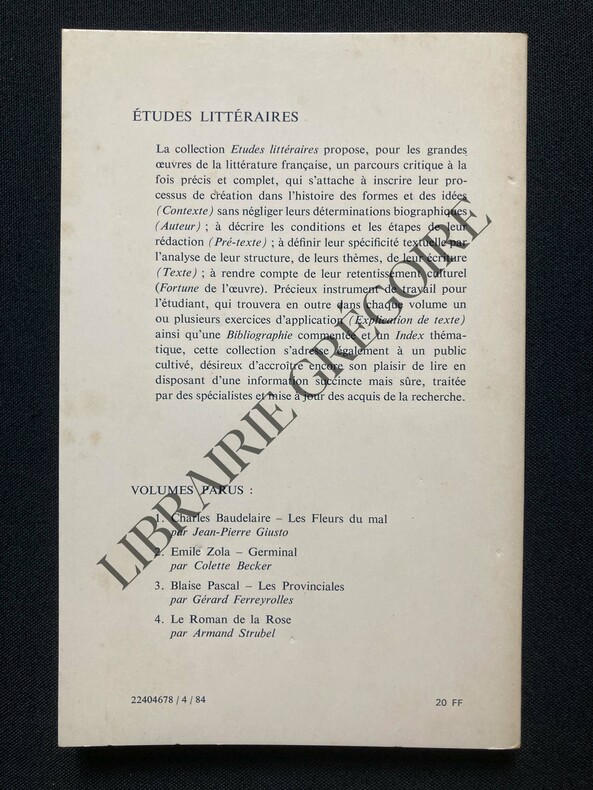 ÉTUDES LITTÉRAIRES
La collection Etudes littéraires propose, pour les grandes
œuvres de la littérature française, un parcours critique à la
fois précis et complet, qui s'attache à inscrire leur pro-
cessus de création dans l'histoire des formes et des idées
(Contexte) sans négliger leurs déterminations biographiques
(Auteur) ; à décrire les conditions et les étapes de leur
rédaction (Pré-texte) ; à définir leur spécificité textuelle par
l'analyse de leur structure, de leurs thèmes, de leur écriture
(Texte) ; à rendre compte de leur retentissement culturel
(Fortune de l'œuvre). Précieux instrument de travail pour
l'étudiant, qui trouvera en outre dans chaque volume un
ou plusieurs exercices d'application (Explication de texte)
ainsi qu'une Bibliographie commentée et un Index théma-
tique, cette collection s'adresse également à un public
cultivé, désireux d'accroître encore son plaisir de lire en
disposant d'une information succincte mais sûre, traitée
par des spécialistes et mise à jour des acquis de la recherche.
VOLUMES PARUS :
1. Charles Baudelaire – Les Fleurs du mal
par Jean-Pierre Giusto
2. Emile Zola – Germinal
par Colette Becker
3. Blaise Pascal – Les Provinciales
par Gérard Ferreyrolles
4. Le Roman de la Rose
par Armand Strubel
22404678 / 4 / 84
20 FF
LIBRAIRIE GREGOIRE